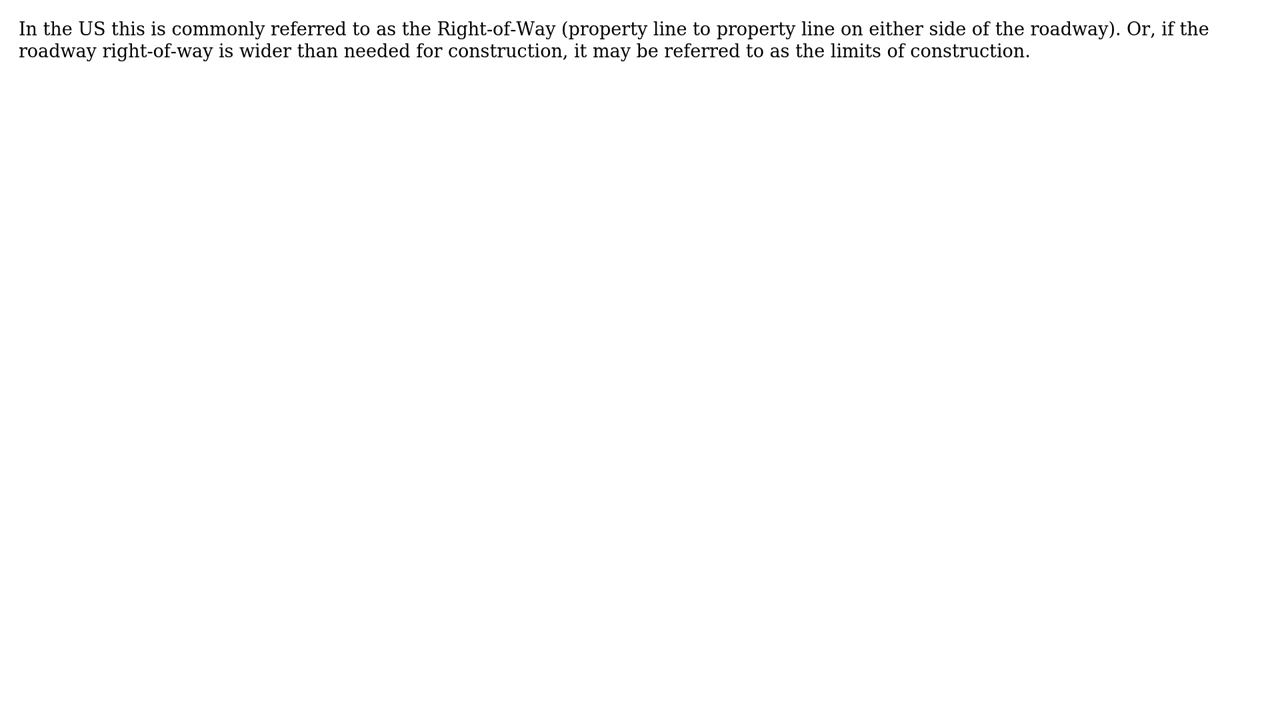 In the US this is commonly referred to as the Right-of-Way (property line to property line on either side of the roadway). Or, if the
roadway right-of-way is wider than needed for construction, it may be referred to as the limits of construction.